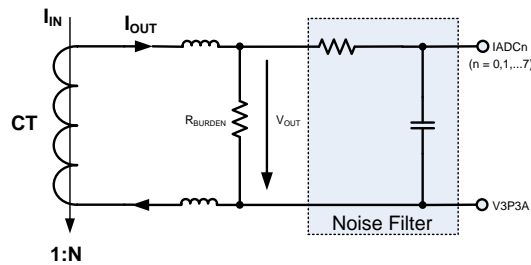 IIN
IOUT
IADCn
(n = 0,1,...7)
CT
RBURDEN
VOUT
V3P3A
Noise Filter
1:N